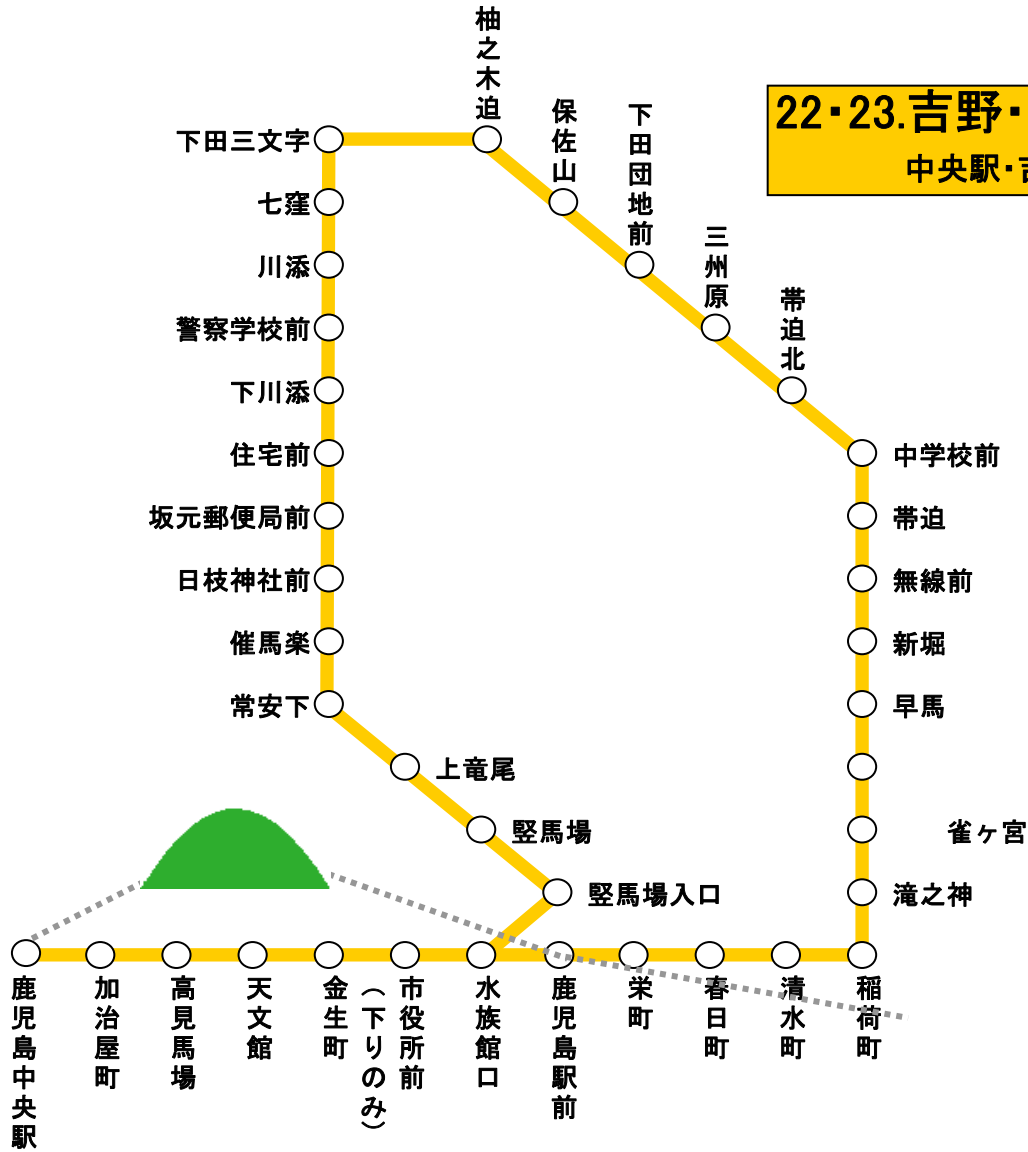 柚之木迫
保佐山
下田団地前
三州原
帯迫北
22・23.吉野・
中央駅・
下田三文字
七窪
川添
警察学校前
下川添
住宅前
坂元郵便局前
日枝神社前
催馬楽
常安下
上竜尾
竪馬場
竪馬場入口
中学校前
帯迫
無線前
新堀
早馬
雀ヶ宮
滝之神
鹿児島中央駅
加治屋町
高見馬場
天文館
金生町
市役所前
（下りのみ）
水族館口
鹿児島駅前
栄町
春日町
清水町
稲荷町